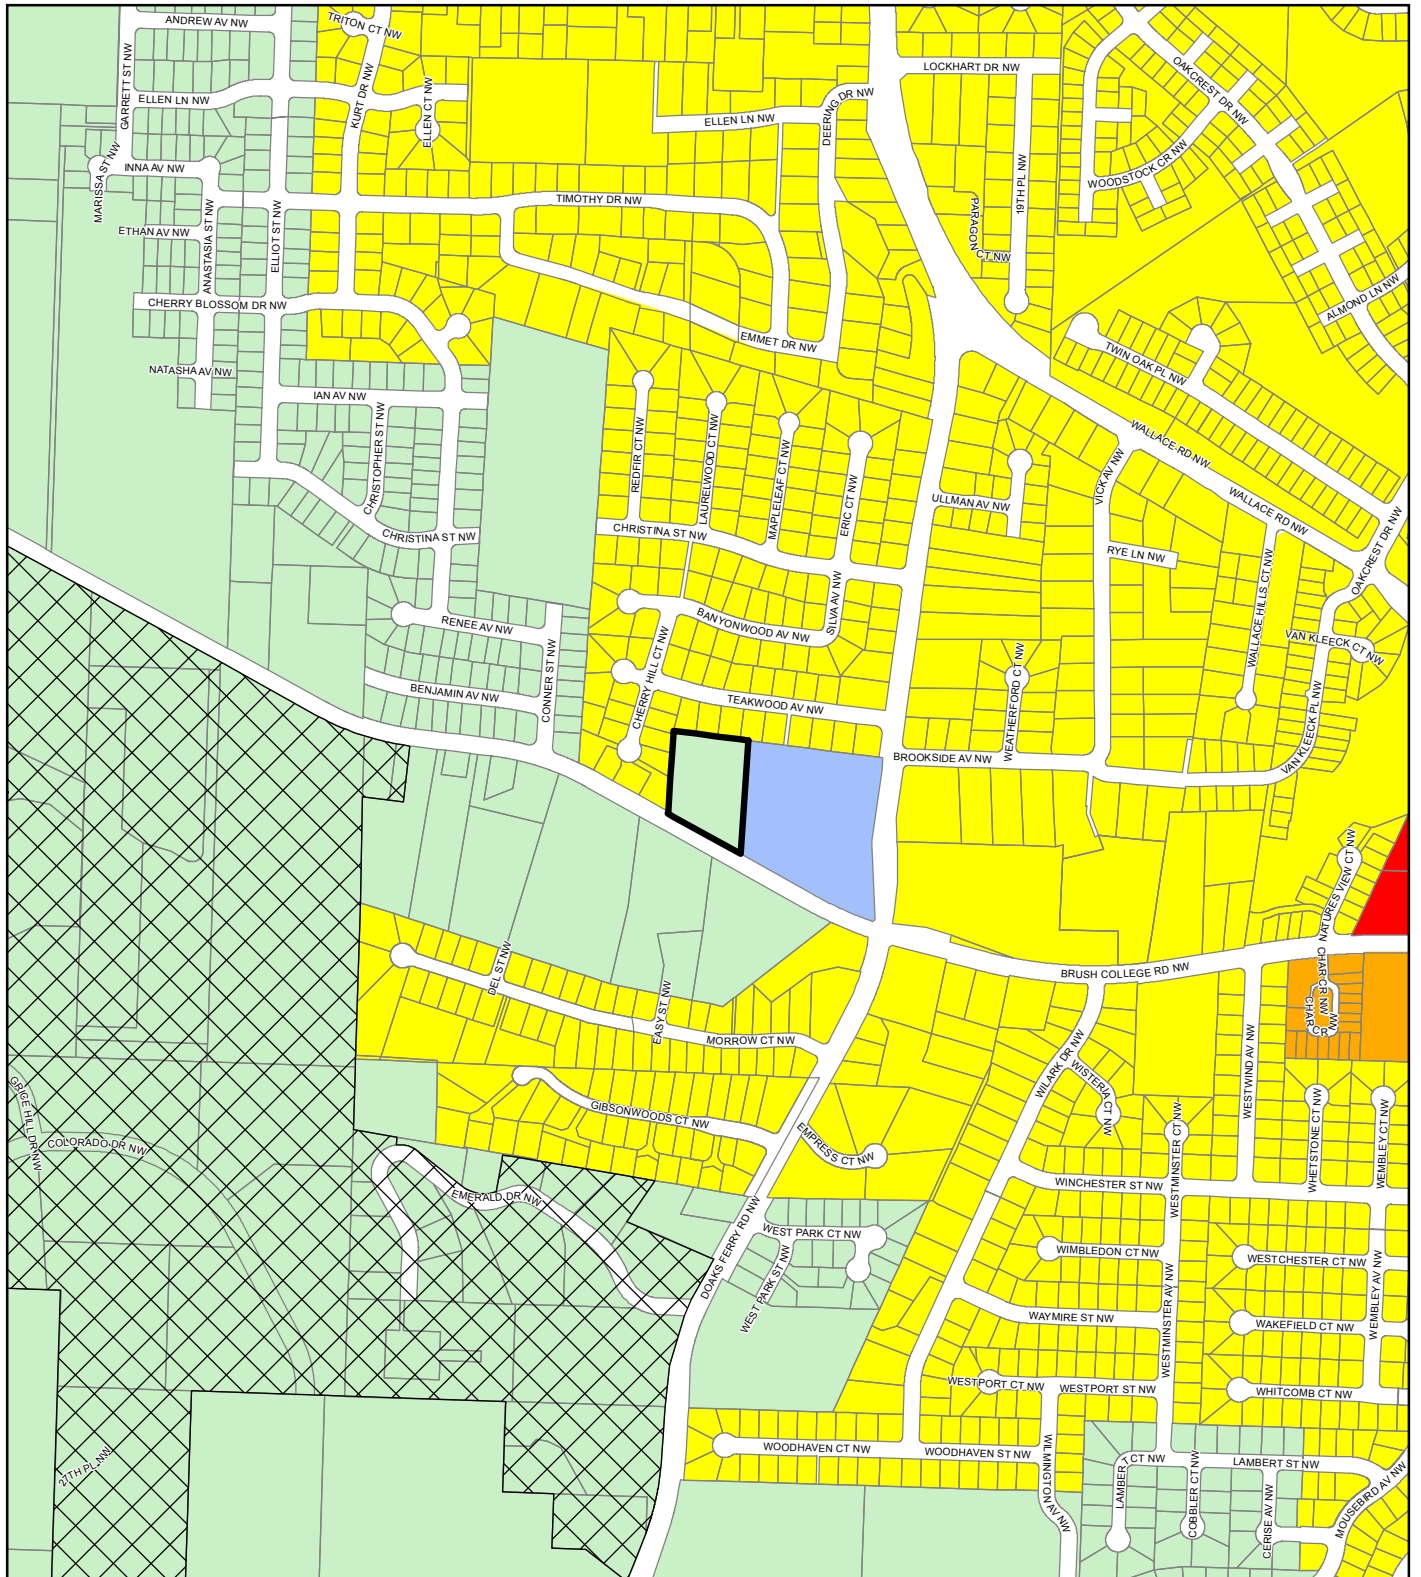 ANDREW AV NW
TRITON CT NW
GARRETT ST NW
ELLEN LN NW
KURT DR NW
ELLEN CT NW
ELLEN LN NW
DEERING DR NW
LOCKHART DR NW
OAKCREST DR NW
MARISSA ST NW
INNA AV NW
WOODSTOCK CR NW
19TH PL NW
PARAGON CT NW
TIMOTHY DR NW
ETHAN AV NW
ANASTASIA ST NW
ELLIOT ST NW
CHERRY BLOSSOM DR NW
ALMOND LN NW
EMMET DR NW
TWIN OAK PL NW
NATASHA AV NW
IAN AV NW
CHRISTOPHER ST NW
REDFIR CT NW
LAURELWOOD CT NW
MAPLELEAF CT NW
ERIC CT NW
WALLACE RD NW
VICK AV NW
ULLMAN AV NW
WALLACE RD NW
CHRISTINA ST NW
CHRISTINA ST NW
RYE LN NW
OAKCREST DR NW
WALLACE HILLS CT NW
SILVA AV NW
BANYONWOOD AV NW
RENEE AV NW
VAN KLEECK CT NW
CONNER ST NW
CHERRY HILL CT NW
BENJAMIN AV NW
TEAKWOOD AV NW
WEATHERFORD CT NW
VAN KLEECK PL NW
BROOKSIDE AV NW
NATURES VIEW CT NW
DEL ST NW
BRUSH COLLEGE RD NW
CHAR CR NW
CHAR CR NW
EASY ST NW
MORROW CT NW
WILARK DR NW
WISTERIA CT NW
WESTWIND AV NW
GRICE HILL DR NW
COLORADO DR NW
GIBSONWOODS CT NW
EMPRESS CT NW
WESTMINSTER CT NW
WHETSTONE CT NW
WEMBLEY CT NW
WINCHESTER ST NW
EMERALD DR NW
DOAKS FERRY RD NW
WEST PARK CT NW
WEST PARK ST NW
WIMBLEDON CT NW
WESTCHESTER CT NW
WESTMINSTER AV NW
WEMBLEY AV NW
WAYMIRE ST NW
WAKEFIELD CT NW
WESTPORT CT NW
WESTPORT ST NW
WHITCOMB CT NW
27TH PL NW
WOODHAVEN CT NW
WOODHAVEN ST NW
WILMINGTON AV NW
LAMBERT CT NW
LAMBERT ST NW
COBBLER CT NW
CERISE AV NW
MOUSEBIRD AV NW